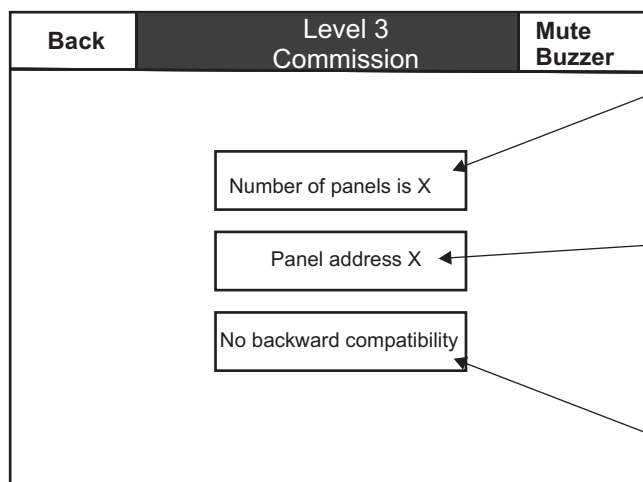 Back
Level 3
Commission
Mute
Buzzer
Number of panels is X
Panel address X
No backward compatibility